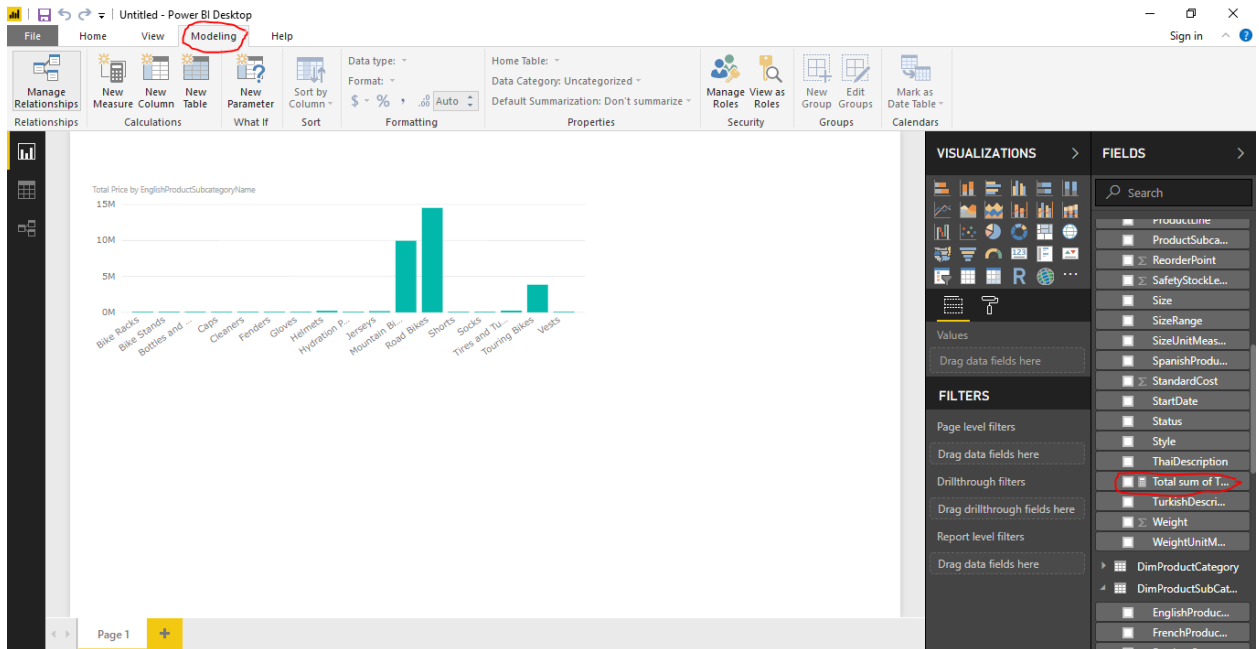 Untitled - Power BI Desktop
File Home View Modeling Help Sign in
Manage Relationships
New Measure
New Column
New Table
New Parameter
Sort by Column
Data type:
Format:
$ % , .00 Auto
Home Table:
Data Category: Uncategorized
Default Summarization: Don't summarize
Manage Roles
View as Roles
New Group
Edit Groups
Mark as Date Table
Relationships Calculations What If Sort Formatting Properties Security Groups Calendars
Total Price by EnglishProductSubcategoryName
15M
10M
5M
0M
Bike Racks
Bike Stands
Bottles and ...
Caps
Cleaners
Fenders
Gloves
Helmets
Hydration P...
Jerseys
Mountain Bi...
Road Bikes
Shorts
Socks
Tires and Tu...
Touring Bikes
Vests
Page 1
VISUALIZATIONS
123
R
...
Values
Drag data fields here
FILTERS
Page level filters
Drag data fields here
Drillthrough filters
Drag drillthrough fields here
Report level filters
Drag data fields here
FIELDS
Search
ProductLine
ProductSubca...
ReorderPoint
SafetyStockLe...
Size
SizeRange
SizeUnitMeas...
SpanishProdu...
StandardCost
StartDate
Status
Style
ThaiDescription
Total sum of T...
TurkishDescri...
Weight
WeightUnitM...
DimProductCategory
DimProductSubCat...
EnglishProduc...
FrenchProduc...